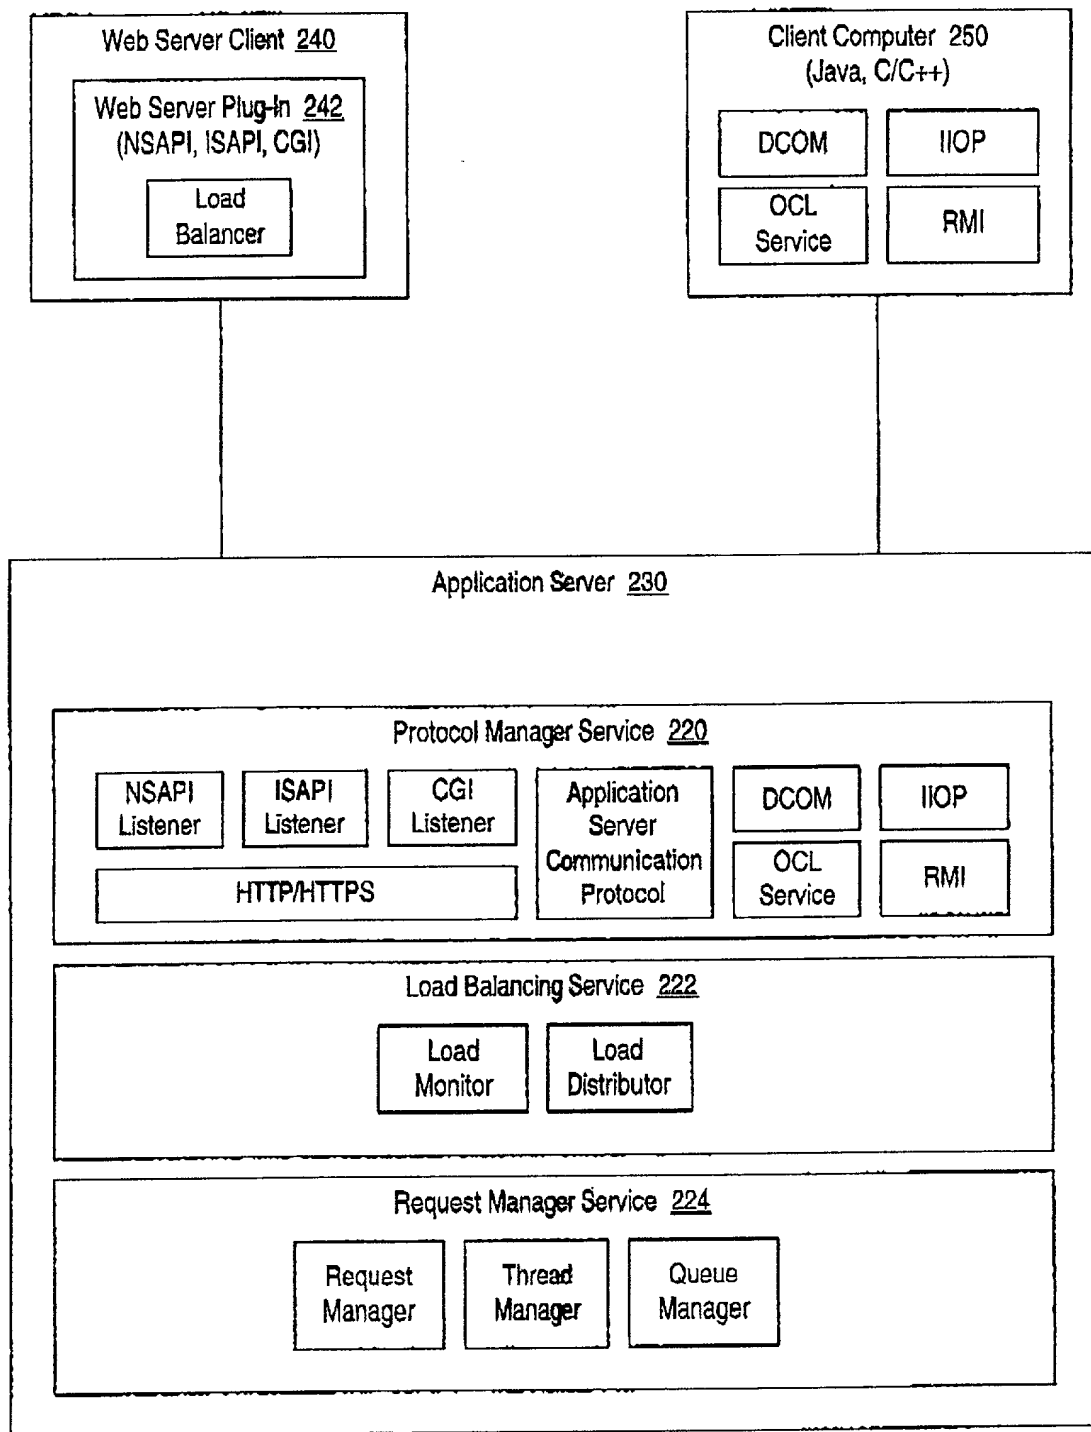 Web Server Client 240
Web Server Plug-In 242
(NSAPI, ISAPI, CGI)
Load
Balancer
Client Computer 250
(Java, C/C++)
DCOM
IIOP
OCL
Service
RMI
Application Server 230
Protocol Manager Service 220
NSAPI
Listener
ISAPI
Listener
CGI
Listener
HTTP/HTTPS
Application
Server
Communication
Protocol
DCOM
IIOP
OCL
Service
RMI
Load Balancing Service 222
Load
Monitor
Load
Distributor
Request Manager Service 224
Request
Manager
Thread
Manager
Queue
Manager